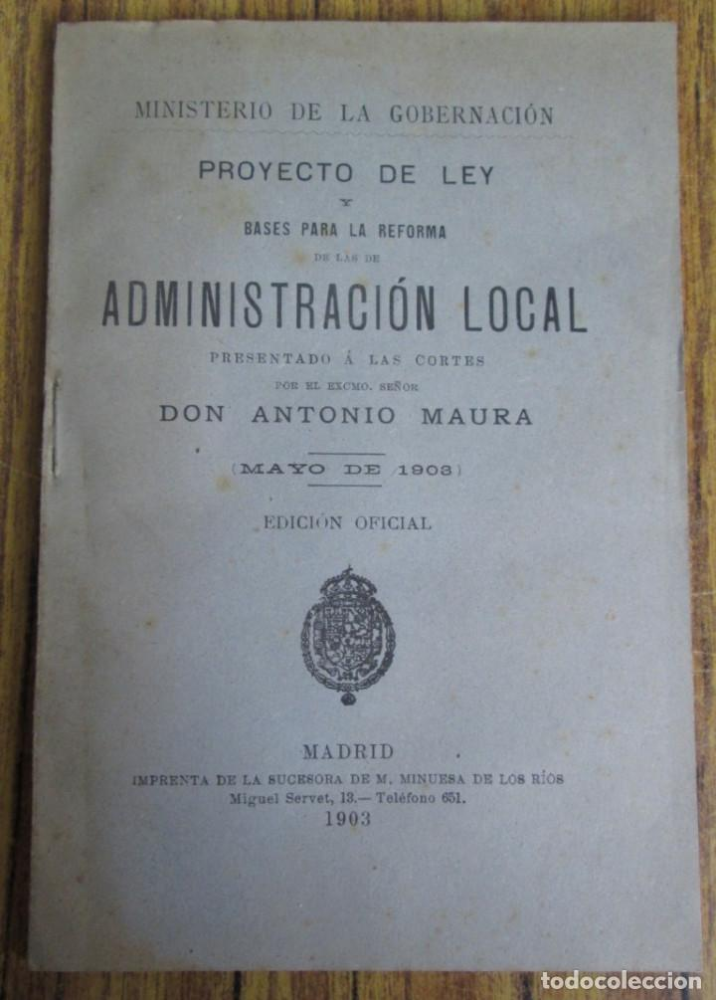 MINISTERIO DE LA GOBERNACIÓN
PROYECTO DE LEY
Y
BASES PARA LA REFORMA
DE LAS DE
ADMINISTRACIÓN LOCAL
PRESENTADO Á LAS CORTES
POR EL EXCMO. SEÑOR
DON ANTONIO MAURA
(MAYO DE 1903)
EDICIÓN OFICIAL
MADRID
IMPRENTA DE LA SUCESORA DE M. MINUESA DE LOS RÍOS
Miguel Servet, 13.— Teléfono 651.
1903
todocoleccion